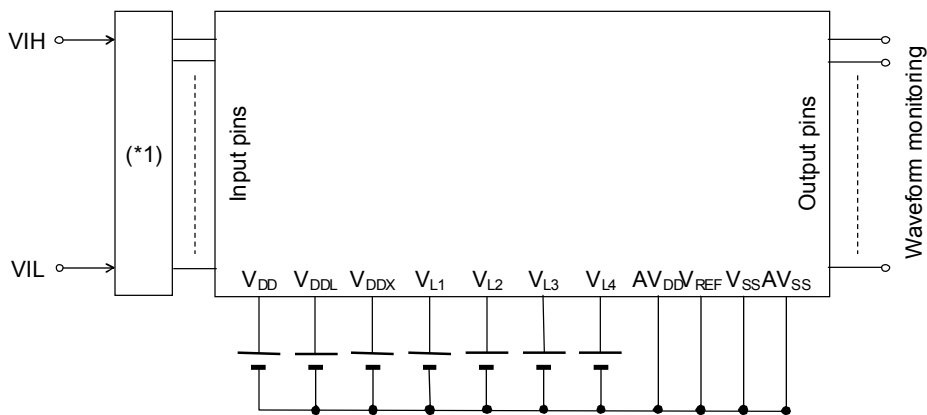 VIH
(*1)
VIL
Input pins
Output pins
Waveform monitoring
VDD VDDL VDDX VL1 VL2 VL3 VL4 AVDD VREF VSS AVSS